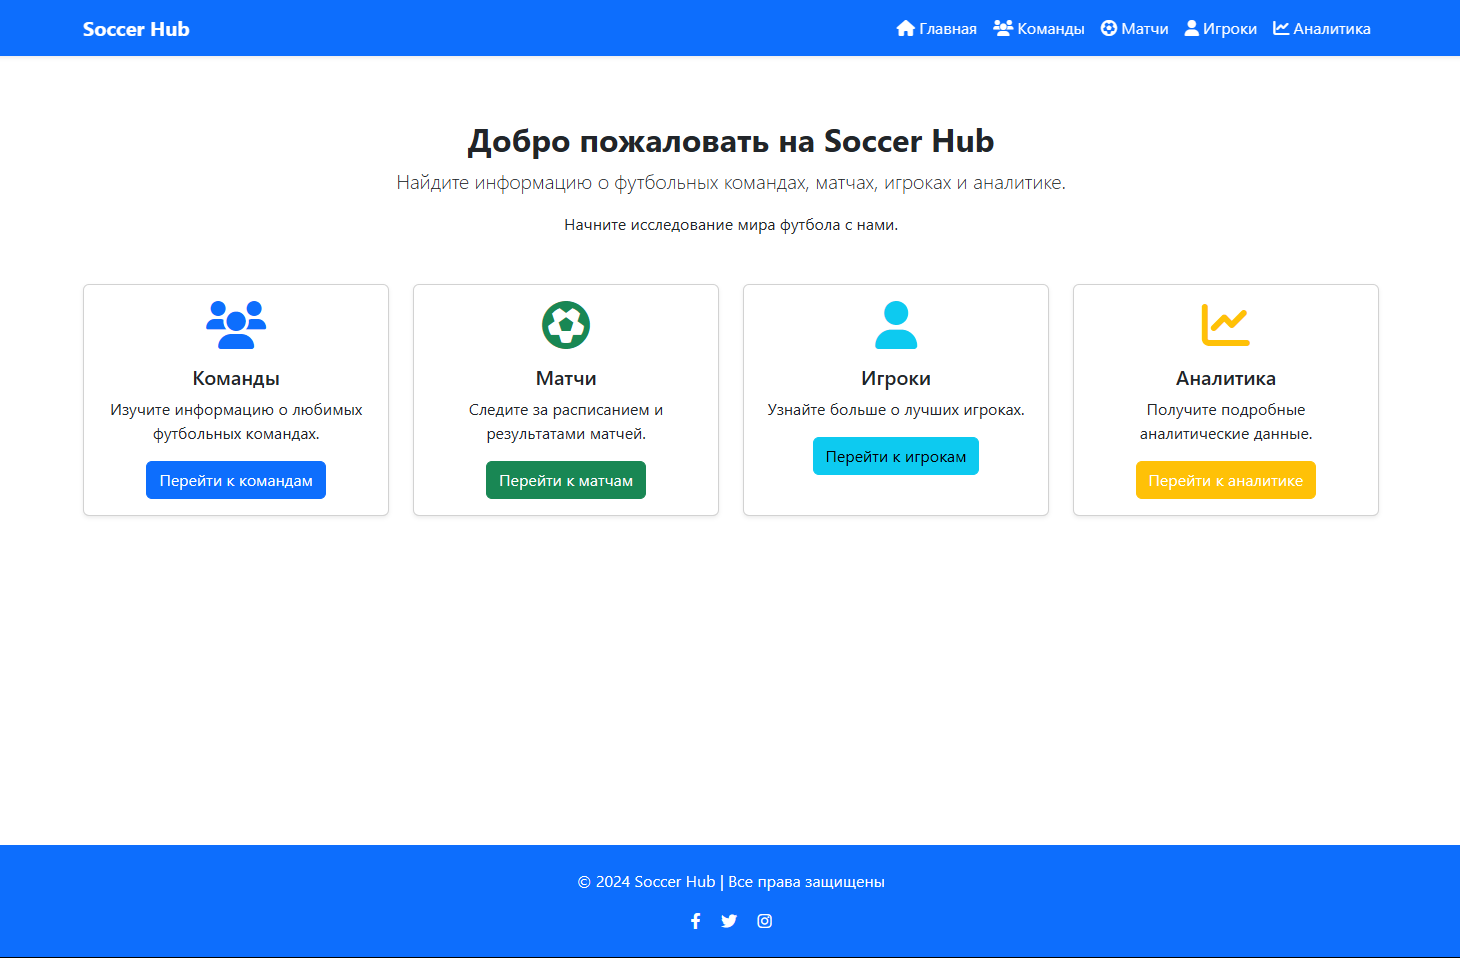 Soccer Hub
Главная Команды Матчи Игроки Аналитика
Добро пожаловать на Soccer Hub
Найдите информацию о футбольных командах, матчах, игроках и аналитике.
Начните исследование мира футбола с нами.
Команды
Изучите информацию о любимых
футбольных командах.
Перейти к командам
Матчи
Следите за расписанием и
результатами матчей.
Перейти к матчам
Игроки
Узнайте больше о лучших игроках.
Перейти к игрокам
Аналитика
Получите подробные
аналитические данные.
Перейти к аналитике
© 2024 Soccer Hub | Все права защищены